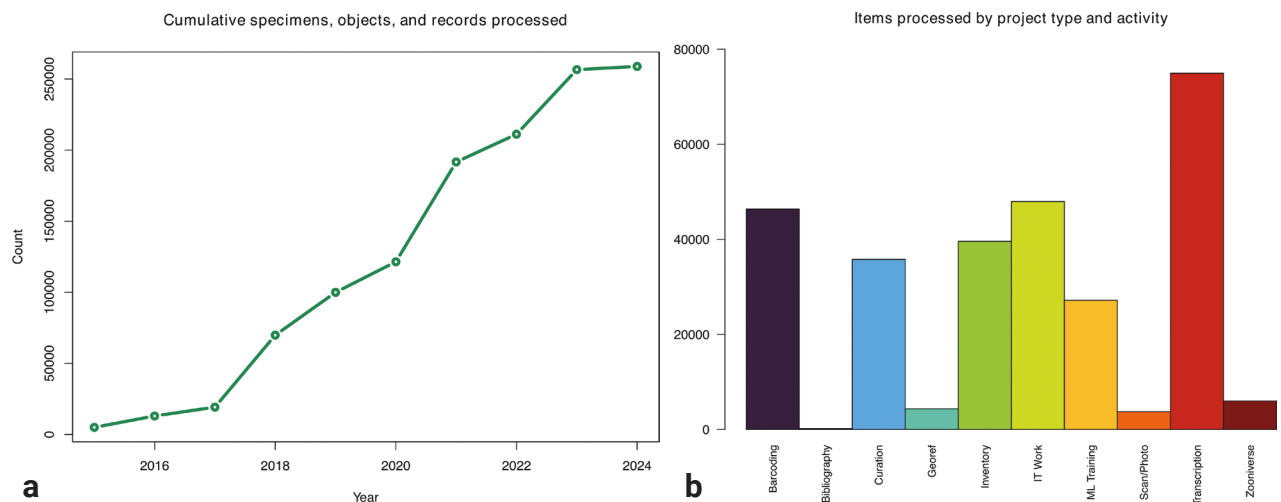 Cumulative specimens, objects, and records processed
Count
250000
200000
150000
100000
50000
0
2016
2018
2020
2022
2024
Year
a
Items processed by project type and activity
80000
60000
40000
20000
0
Barcoding
Bibliography
Curation
Georef
Inventory
IT Work
ML Training
Scan/Photo
Transcription
Zooniverse
b